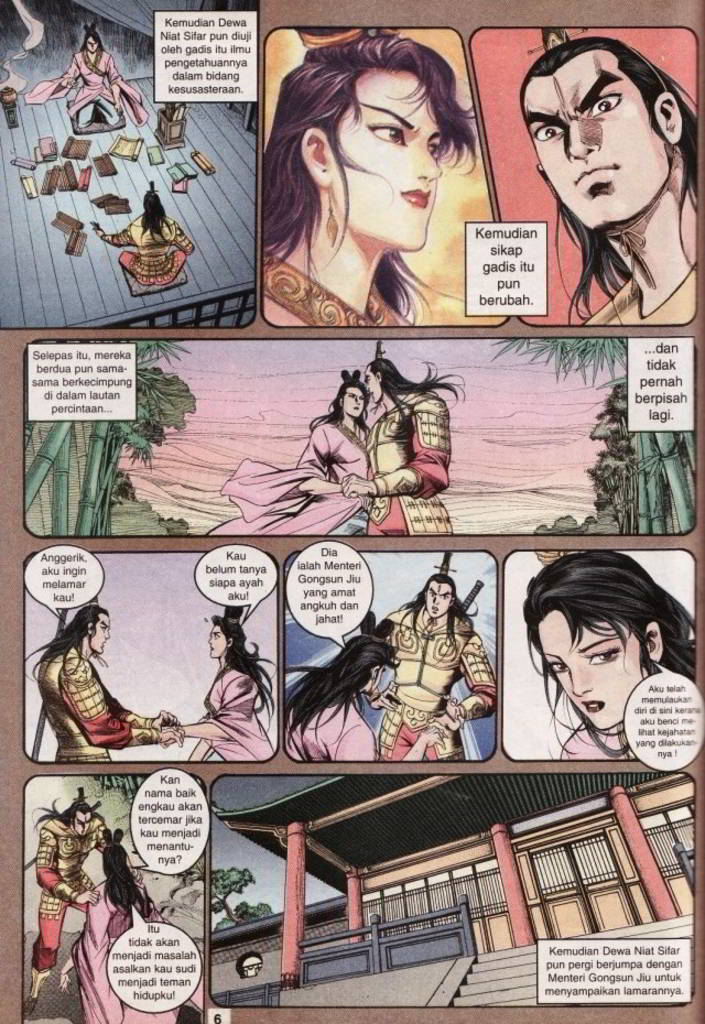 Kemudian Dewa
Niat Sifar pun diuji
oleh gadis itu ilmu
pengetahuannya
dalam bidang
kesusasteraan.
Kemudian
sikap
gadis itu
pun
berubah.
Selepas itu, mereka
berdua pun sama-
sama berkecimpung
di dalam lautan
percintaan...
...dan
tidak
pernah
berpisah
lagi.
Anggerik,
aku ingin
melamar
kau!
Kau
belum tanya
siapa ayah
aku!
Dia
ialah Menteri
Gongsun Jiu
yang amat
angkuh dan
jahat!
Aku telah
memulaukan
diri di sini kerana
aku benci me-
lihat kejahatan
yang dilakukan-
nya !
Kan
nama baik
engkau akan
tercemar jika
kau menjadi
menantu-
nya?
Itu
tidak akan
menjadi masalah
asalkan kau sudi
menjadi teman
hidupku!
Kemudian Dewa Niat Sifar
pun pergi berjumpa dengan
Menteri Gongsun Jiu untuk
menyampaikan lamarannya.
6